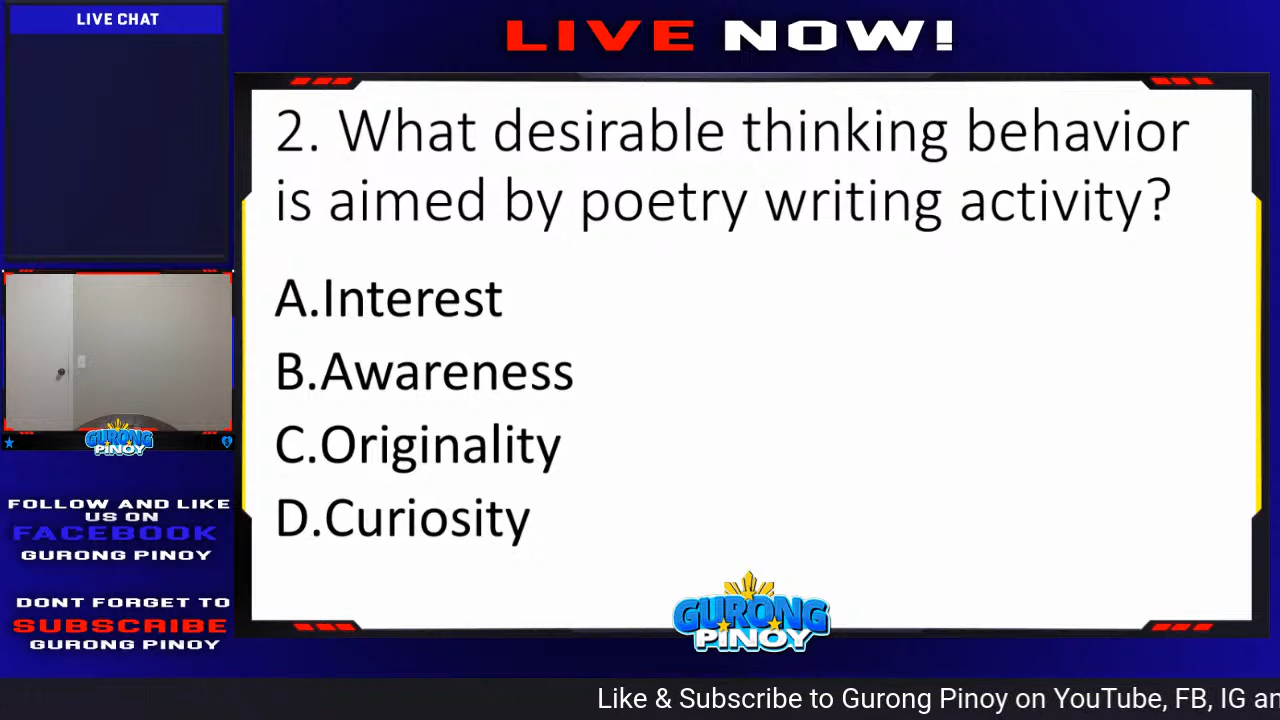 LIVE CHAT
LIVE NOW!
2. What desirable thinking behavior
is aimed by poetry writing activity?
A.Interest
B.Awareness
C.Originality
D.Curiosity
GURONG
PINOY
FOLLOW AND LIKE
US ON
FACEBOOK
GURONG PINOY
DONT FORGET TO
SUBSCRIBE
GURONG PINOY
GURONG
PINOY
Like & Subscribe to Gurong Pinoy on YouTube, FB, IG an